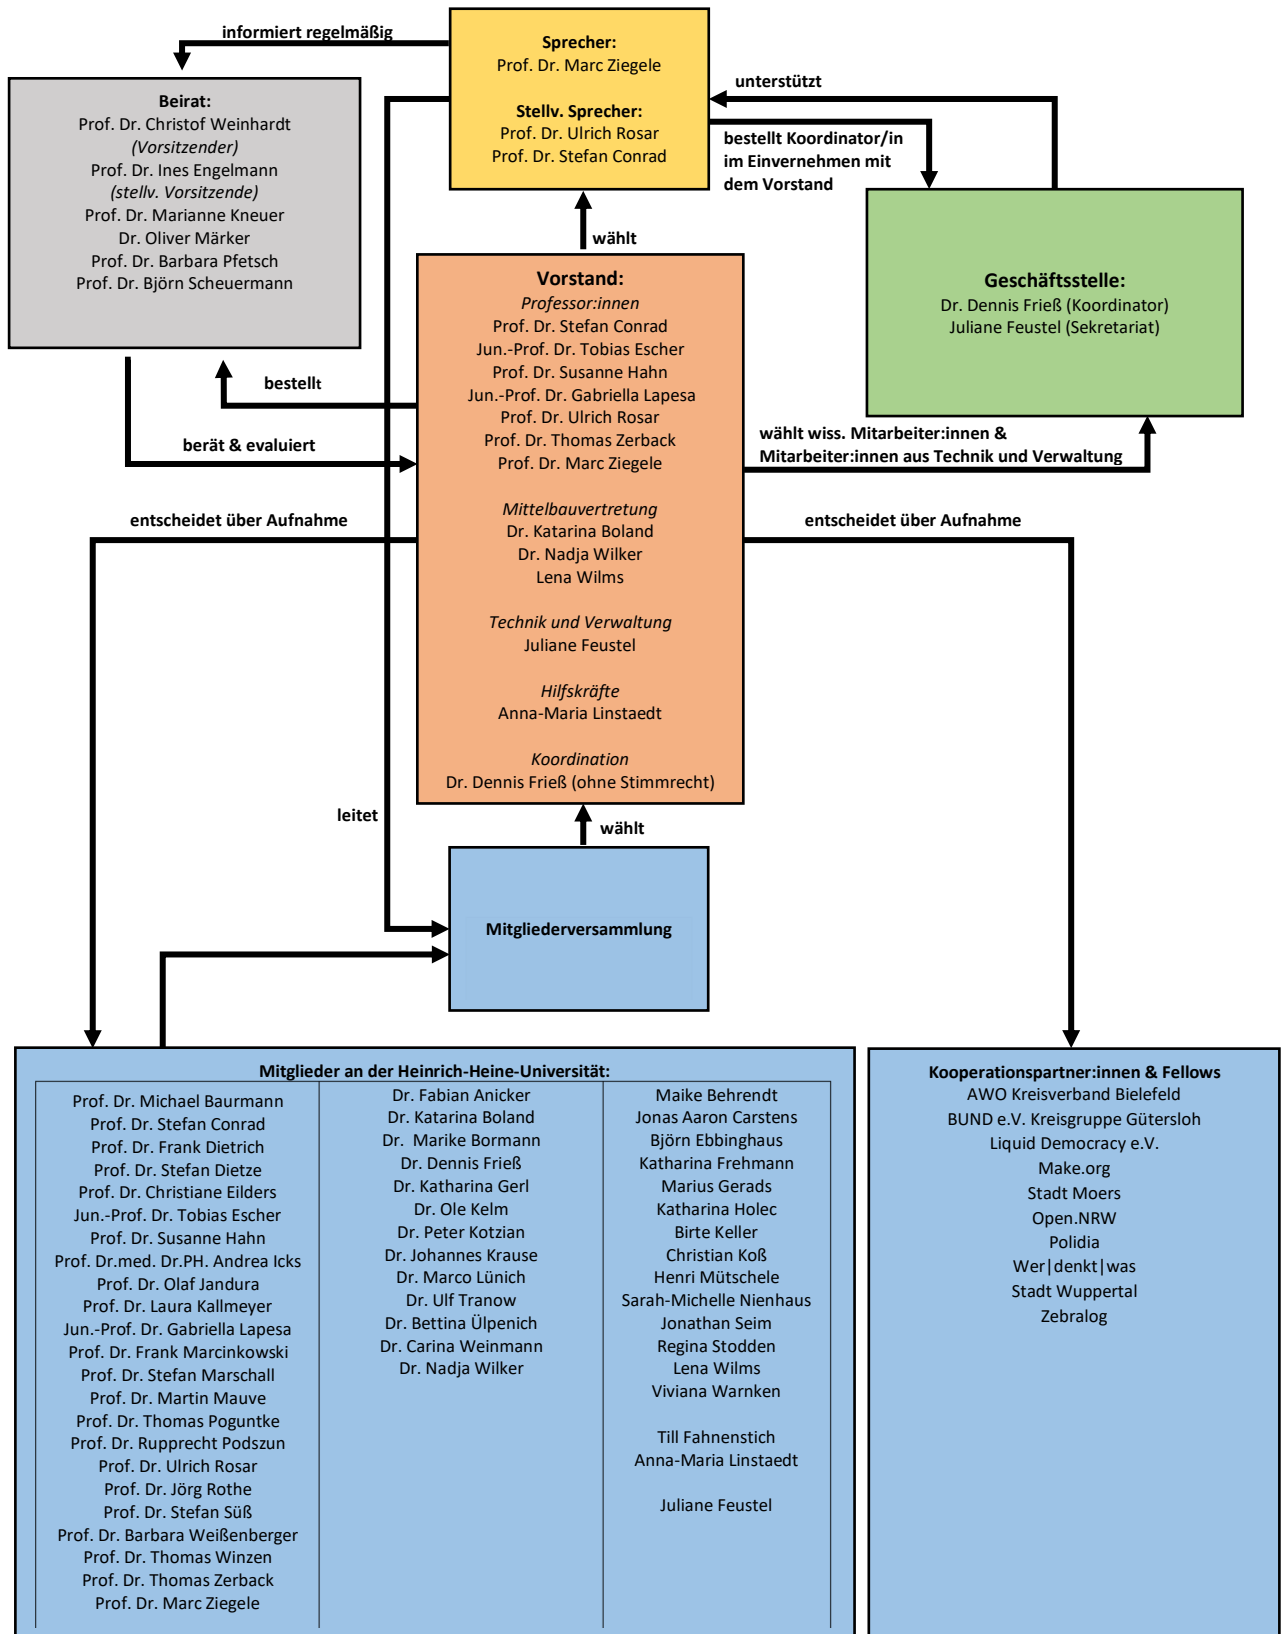 informiert regelmäßig
Sprecher:
Prof. Dr. Marc Ziegele
Stellv. Sprecher:
Prof. Dr. Ulrich Rosar
Prof. Dr. Stefan Conrad
unterstützt
bestellt Koordinator/in
im Einvernehmen mit
dem Vorstand
Beirat:
Prof. Dr. Christof Weinhardt
(Vorsitzender)
Prof. Dr. Ines Engelmann
(stellv. Vorsitzende)
Prof. Dr. Marianne Kneuer
Dr. Oliver Märker
Prof. Dr. Barbara Pfetsch
Prof. Dr. Björn Scheuermann
wählt
Geschäftsstelle:
Dr. Dennis Frieß (Koordinator)
Juliane Feustel (Sekretariat)
Vorstand:
Professor:innen
Prof. Dr. Stefan Conrad
Jun.-Prof. Dr. Tobias Escher
Prof. Dr. Susanne Hahn
Jun.-Prof. Dr. Gabriella Lapesa
Prof. Dr. Ulrich Rosar
Prof. Dr. Thomas Zerback
Prof. Dr. Marc Ziegele
Mittelbauvertretung
Dr. Katarina Boland
Dr. Nadja Wilker
Lena Wilms
Technik und Verwaltung
Juliane Feustel
Hilfskräfte
Anna-Maria Linstaedt
Koordination
Dr. Dennis Frieß (ohne Stimmrecht)
bestellt
berät & evaluiert
wählt wiss. Mitarbeiter:innen &
Mitarbeiter:innen aus Technik und Verwaltung
entscheidet über Aufnahme
entscheidet über Aufnahme
leitet
wählt
Mitgliederversammlung
Mitglieder an der Heinrich-Heine-Universität:
Prof. Dr. Michael Baurmann
Prof. Dr. Stefan Conrad
Prof. Dr. Frank Dietrich
Prof. Dr. Stefan Dietze
Prof. Dr. Christiane Eilders
Jun.-Prof. Dr. Tobias Escher
Prof. Dr. Susanne Hahn
Prof. Dr.med. Dr.PH. Andrea Icks
Prof. Dr. Olaf Jandura
Prof. Dr. Laura Kallmeyer
Jun.-Prof. Dr. Gabriella Lapesa
Prof. Dr. Frank Marcinkowski
Prof. Dr. Stefan Marschall
Prof. Dr. Martin Mauve
Prof. Dr. Thomas Poguntke
Prof. Dr. Rupprecht Podszun
Prof. Dr. Ulrich Rosar
Prof. Dr. Jörg Rothe
Prof. Dr. Stefan Süß
Prof. Dr. Barbara Weißenberger
Prof. Dr. Thomas Winzen
Prof. Dr. Thomas Zerback
Prof. Dr. Marc Ziegele
Dr. Fabian Anicker
Dr. Katarina Boland
Dr. Marike Bormann
Dr. Dennis Frieß
Dr. Katharina Gerl
Dr. Ole Kelm
Dr. Peter Kotzian
Dr. Johannes Krause
Dr. Marco Lünich
Dr. Ulf Tranow
Dr. Bettina Ülpenich
Dr. Carina Weinmann
Dr. Nadja Wilker
Maike Behrendt
Jonas Aaron Carstens
Björn Ebbinghaus
Katharina Frehmann
Marius Gerads
Katharina Holec
Birte Keller
Christian Koß
Henri Mütschele
Sarah-Michelle Nienhaus
Jonathan Seim
Regina Stodden
Lena Wilms
Viviana Warnken
Till Fahnenstich
Anna-Maria Linstaedt
Juliane Feustel
Kooperationspartner:innen & Fellows
AWO Kreisverband Bielefeld
BUND e.V. Kreisgruppe Gütersloh
Liquid Democracy e.V.
Make.org
Stadt Moers
Open.NRW
Polidia
Wer|denkt|was
Stadt Wuppertal
Zebralog